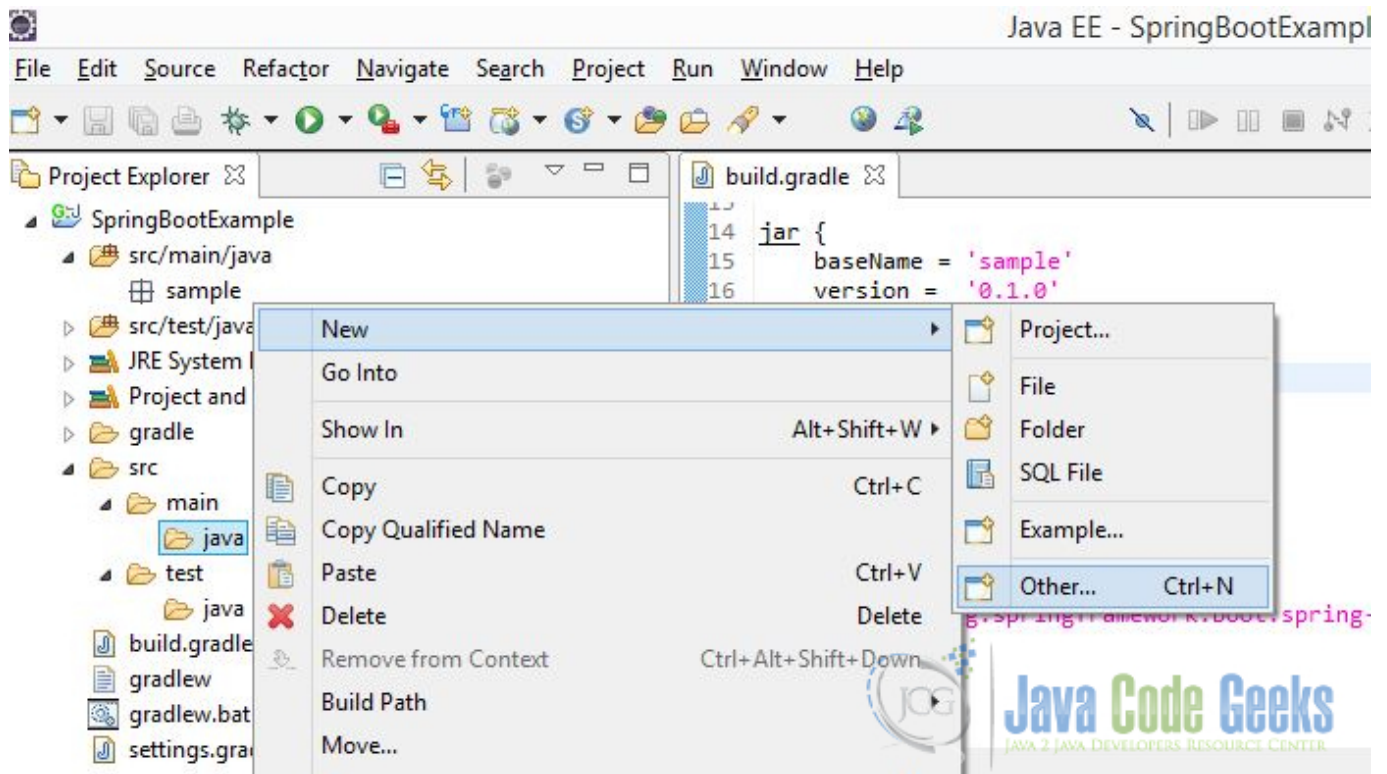 Java EE - SpringBootExampl
File Edit Source Refactor Navigate Search Project Run Window Help
Project Explorer
build.gradle
SpringBootExample
src/main/java
sample
src/test/java
JRE System
Project and
gradle
src
main
java
test
java
build.gradle
gradlew
gradlew.bat
settings.gra
14 jar {
15 baseName = 'sample'
16 version = '0.1.0'
New
Go Into
Show In Alt+Shift+W
Copy Ctrl+C
Copy Qualified Name
Paste Ctrl+V
Delete Delete
Remove from Context Ctrl+Alt+Shift+Down
Build Path
Move...
Project...
File
Folder
SQL File
Example...
Other... Ctrl+N
g.springframework.boot:spring-
JCG
Java Code Geeks
JAVA 2 JAVA DEVELOPERS RESOURCE CENTER